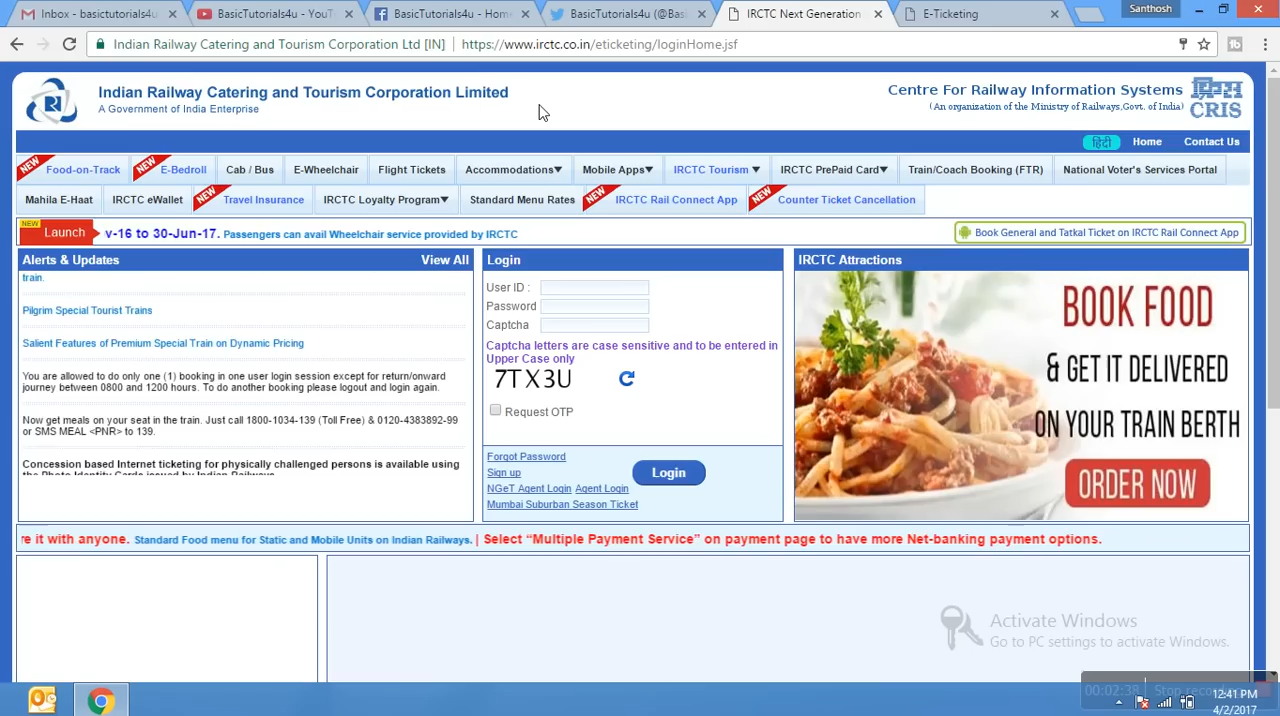 Inbox - basictutorials4u
BasicTutorials4U - YouT
BasicTutorials4U - Home
BasicTutorials4U (@Basi
IRCTC Next Generation
E-Ticketing
Santhosh
Indian Railway Catering and Tourism Corporation Ltd [IN]
https://www.irctc.co.in/eticketing/loginHome.jsf
Indian Railway Catering and Tourism Corporation Limited
A Government of India Enterprise
Centre For Railway Information Systems
(An organization of the Ministry of Railways,Govt. of India)
क्रिस
CRIS
हिंदी Home Contact Us
NEW Food-on-Track NEW E-Bedroll Cab / Bus E-Wheelchair Flight Tickets Accommodations▼ Mobile Apps▼ IRCTC Tourism ▼ IRCTC PrePaid Card▼ Train/Coach Booking (FTR) National Voter's Services Portal
Mahila E-Haat IRCTC eWallet NEW Travel Insurance IRCTC Loyalty Program▼ Standard Menu Rates NEW IRCTC Rail Connect App NEW Counter Ticket Cancellation
NEW
Launch v-16 to 30-Jun-17. Passengers can avail Wheelchair service provided by IRCTC
Book General and Tatkal Ticket on IRCTC Rail Connect App
Alerts & Updates View All
train.
Pilgrim Special Tourist Trains
Salient Features of Premium Special Train on Dynamic Pricing
You are allowed to do only one (1) booking in one user login session except for return/onward
journey between 0800 and 1200 hours. To do another booking please logout and login again.
Now get meals on your seat in the train. Just call 1800-1034-139 (Toll Free) & 0120-4383892-99
or SMS MEAL <PNR> to 139.
Concession based Internet ticketing for physically challenged persons is available using
the Photo Identity Cards issued by Indian Railways.
Login
User ID :
Password
Captcha
Captcha letters are case sensitive and to be entered in
Upper Case only
7TX3U
Request OTP
Forgot Password
Sign up
Login
NGeT Agent Login Agent Login
Mumbai Suburban Season Ticket
IRCTC Attractions
BOOK FOOD
& GET IT DELIVERED
ON YOUR TRAIN BERTH
ORDER NOW
re it with anyone. Standard Food menu for Static and Mobile Units on Indian Railways. | Select “Multiple Payment Service” on payment page to have more Net-banking payment options.
Activate Windows
Go to PC settings to activate Windows.
00:02:38 Stop recording
12:41 PM
4/2/2017